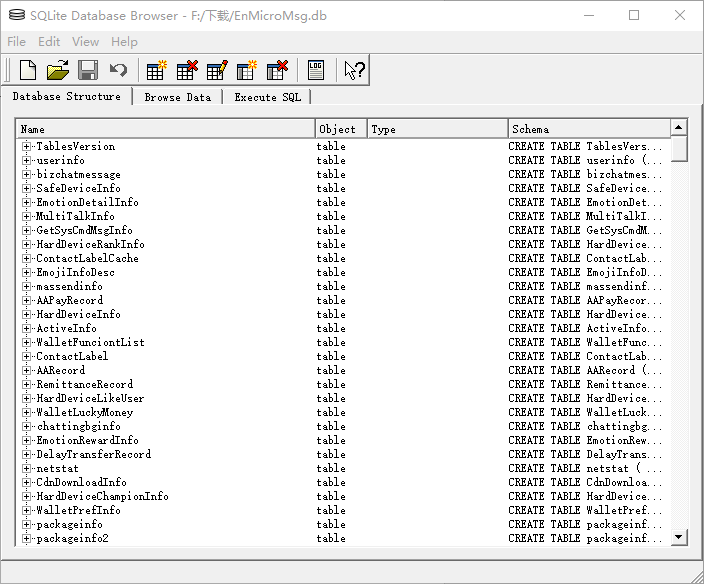 SQLite Database Browser - F:/下载/EnMicroMsg.db
File Edit View Help
LOG
Database Structure Browse Data Execute SQL
Name Object Type Schema
TablesVersion table CREATE TABLE TablesVers...
userinfo table CREATE TABLE userinfo (...
bizchatmessage table CREATE TABLE bizchatmes...
SafeDeviceInfo table CREATE TABLE SafeDevice...
EmotionDetailInfo table CREATE TABLE EmotionDet...
MultiTalkInfo table CREATE TABLE MultiTalkI...
GetSysCmdMsgInfo table CREATE TABLE GetSysCmdM...
HardDeviceRankInfo table CREATE TABLE HardDevice...
ContactLabelCache table CREATE TABLE ContactLab...
EmojiInfoDesc table CREATE TABLE EmojiInfoD...
massendinfo table CREATE TABLE massendinf...
AAPayRecord table CREATE TABLE AAPayRecor...
HardDeviceInfo table CREATE TABLE HardDevice...
ActiveInfo table CREATE TABLE ActiveInfo...
WalletFunciontList table CREATE TABLE WalletFunc...
ContactLabel table CREATE TABLE ContactLab...
AARecord table CREATE TABLE AARecord (...
RemittanceRecord table CREATE TABLE Remittance...
HardDeviceLikeUser table CREATE TABLE HardDevice...
WalletLuckyMoney table CREATE TABLE WalletLuck...
chattingbginfo table CREATE TABLE chattingbg...
EmotionRewardInfo table CREATE TABLE EmotionRew...
DelayTransferRecord table CREATE TABLE DelayTrans...
netstat table CREATE TABLE netstat ( ...
CdnDownloadInfo table CREATE TABLE CdnDownloa...
HardDeviceChampionInfo table CREATE TABLE HardDevice...
WalletPrefInfo table CREATE TABLE WalletPref...
packageinfo table CREATE TABLE packageinf...
packageinfo2 table CREATE TABLE packageinf...